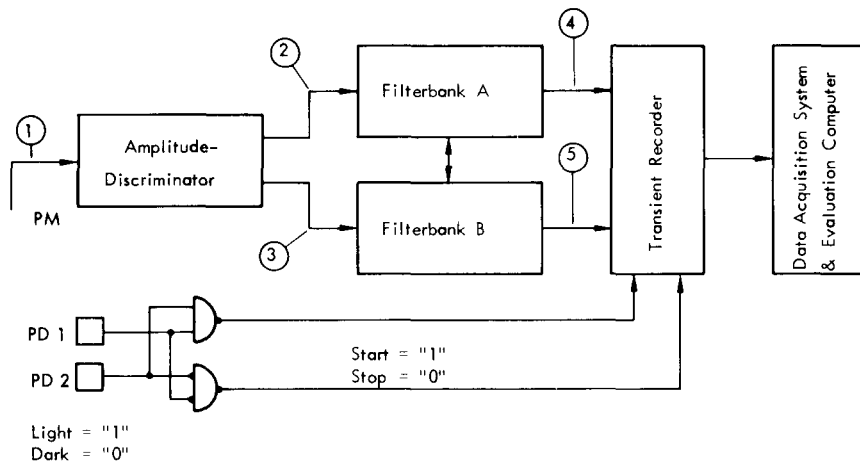 1
PM
Amplitude-
Discriminator
2
3
Filterbank A
Filterbank B
4
5
Transient Recorder
Data Acquisition System
& Evaluation Computer
PD 1
PD 2
Start = "1"
Stop = "0"
Light = "1"
Dark = "0"